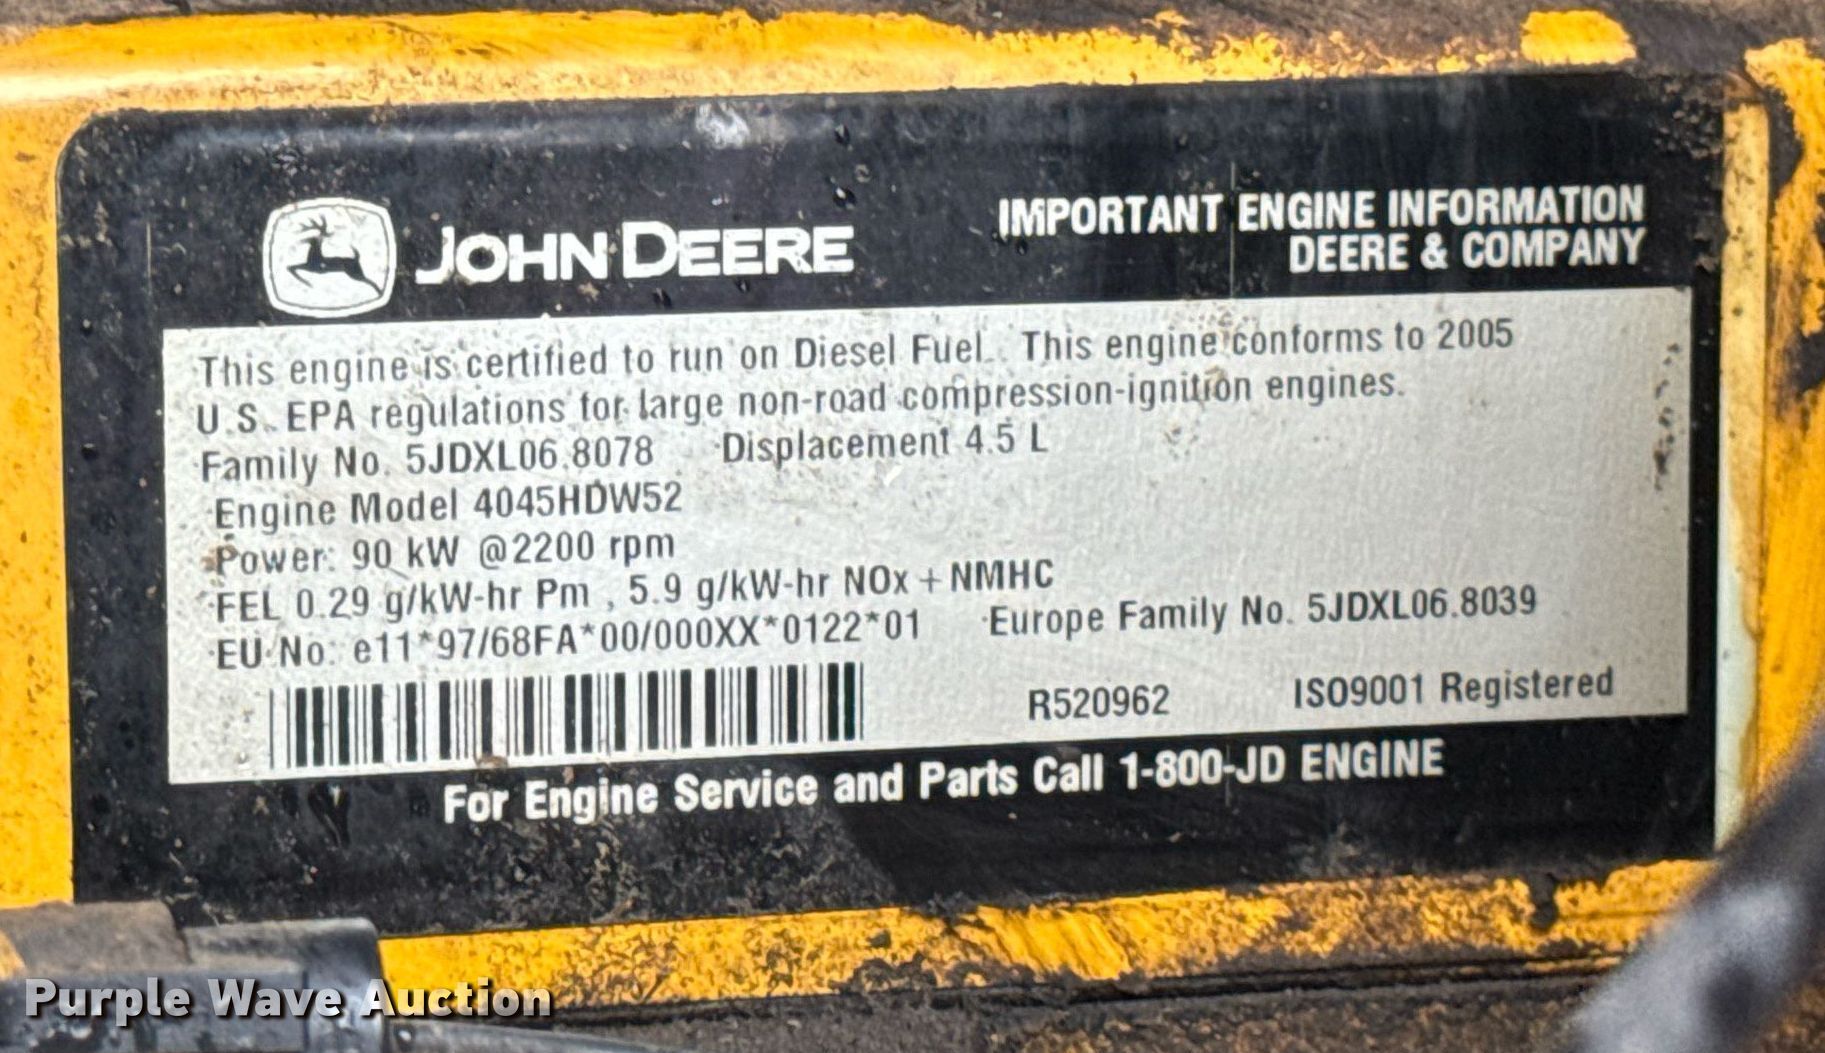 JOHN DEERE
IMPORTANT ENGINE INFORMATION
DEERE & COMPANY
This engine is certified to run on Diesel Fuel. This engine conforms to 2005
U.S. EPA regulations for large non-road compression-ignition engines.
Family No. 5JDXL06.8078 Displacement 4.5 L
Engine Model 4045HDW52
Power: 90 kW @2200 rpm
FEL 0.29 g/kW-hr Pm , 5.9 g/kW-hr NOx + NMHC
EU No: e11*97/68FA*00/000XX*0122*01 Europe Family No. 5JDXL06.8039
R520962 ISO9001 Registered
For Engine Service and Parts Call 1-800-JD ENGINE
Purple Wave Auction